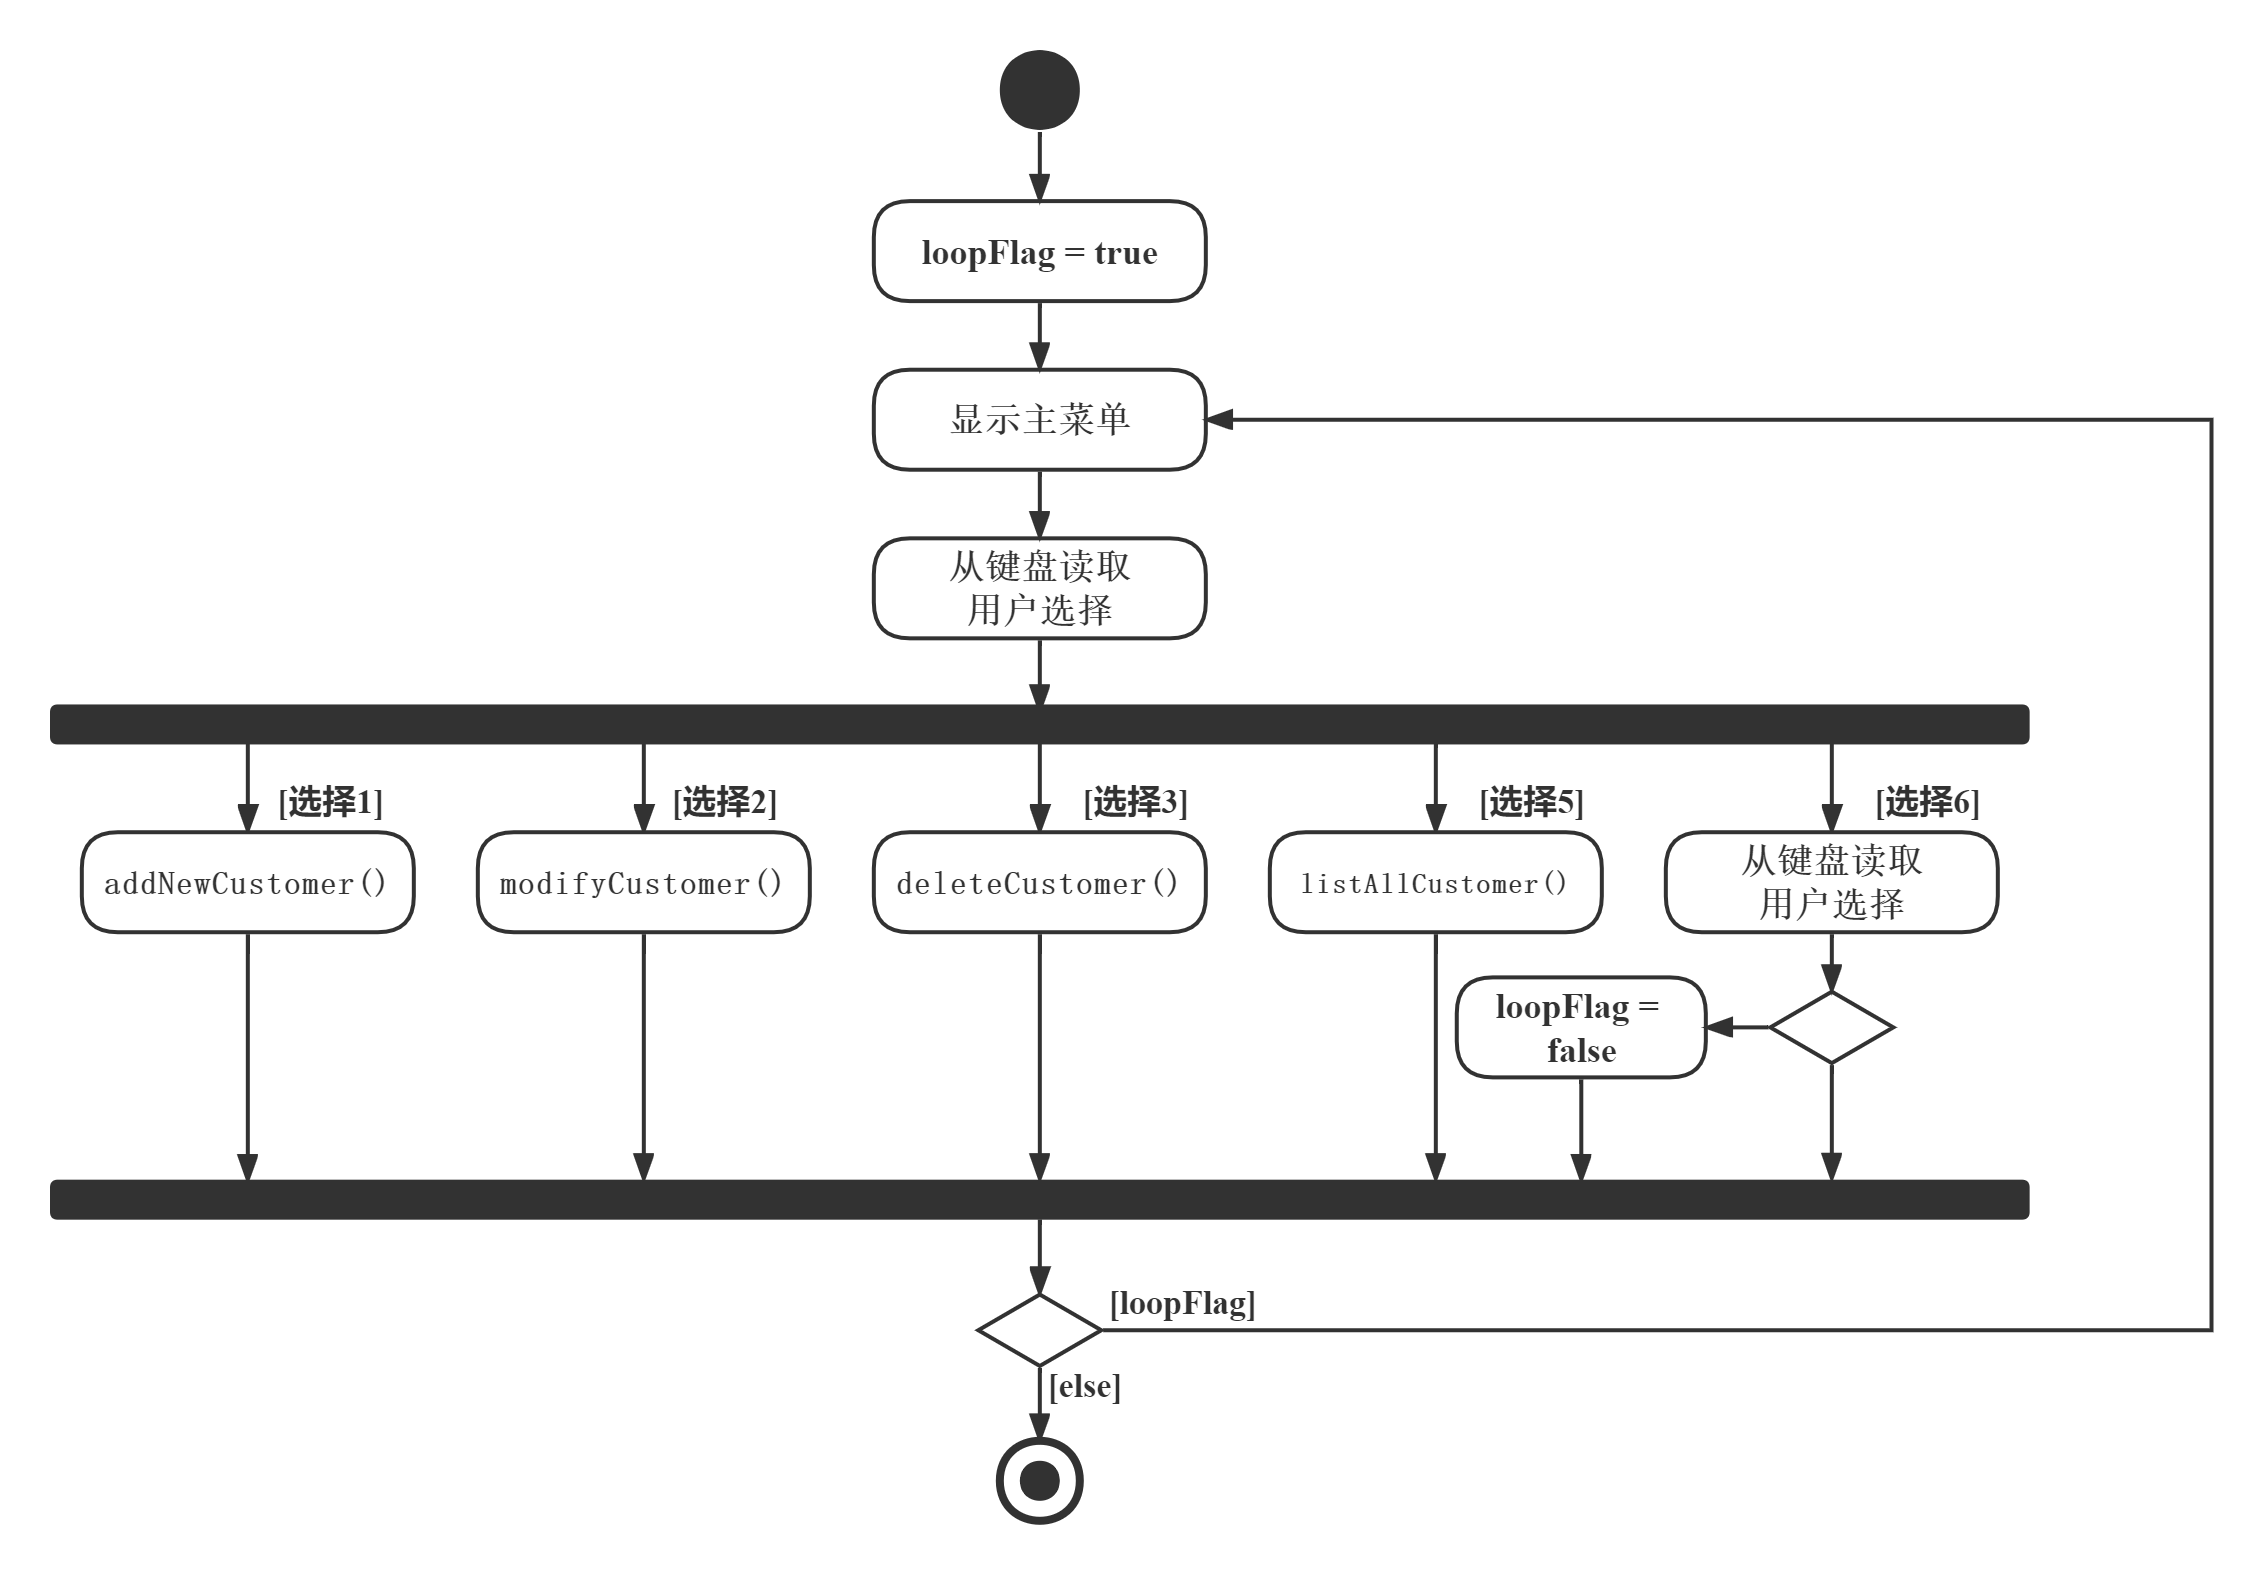 loopFlag = true
显示主菜单
从键盘读取
用户选择
[选择1]
[选择2]
[选择3]
[选择5]
[选择6]
addNewCustomer()
modifyCustomer()
deleteCustomer()
listAllCustomer()
从键盘读取
用户选择
loopFlag =
false
[loopFlag]
[else]